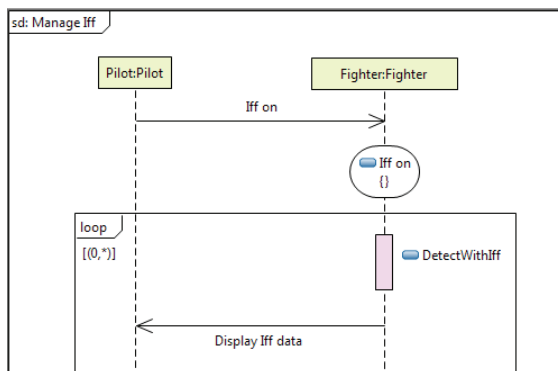 sd: Manage Iff
Pilot:Pilot
Fighter:Fighter
Iff on
Iff on
{}
loop
[(0,*)]
DetectWithIff
Display Iff data